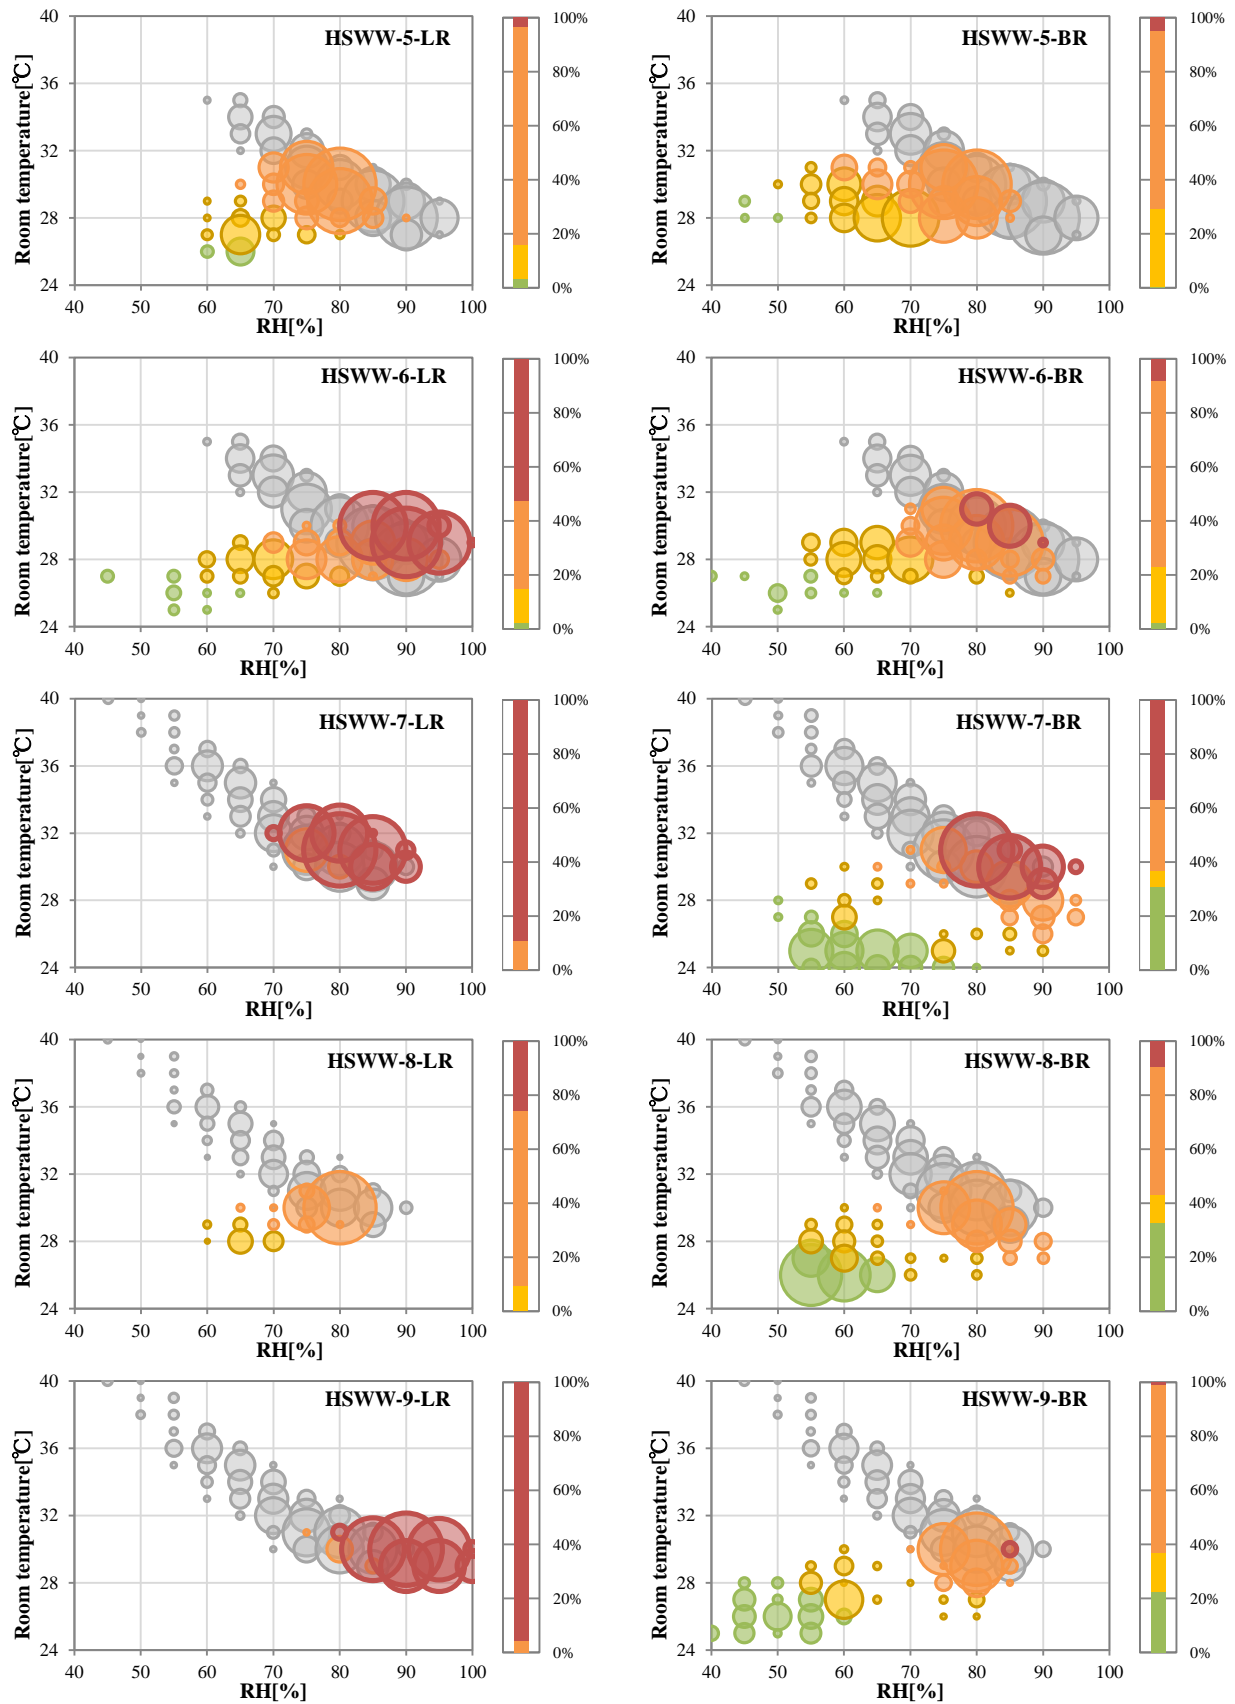 HSWW-5-LR
Room temperature[℃]
40
36
32
28
24
40 50 60 70 80 90 100
RH[%]
100%
80%
60%
40%
20%
0%
HSWW-5-BR
Room temperature[℃]
40
36
32
28
24
40 50 60 70 80 90 100
RH[%]
100%
80%
60%
40%
20%
0%
HSWW-6-LR
Room temperature[℃]
40
36
32
28
24
40 50 60 70 80 90 100
RH[%]
100%
80%
60%
40%
20%
0%
HSWW-6-BR
Room temperature[℃]
40
36
32
28
24
40 50 60 70 80 90 100
RH[%]
100%
80%
60%
40%
20%
0%
HSWW-7-LR
Room temperature[℃]
40
36
32
28
24
40 50 60 70 80 90 100
RH[%]
100%
80%
60%
40%
20%
0%
HSWW-7-BR
Room temperature[℃]
40
36
32
28
24
40 50 60 70 80 90 100
RH[%]
100%
80%
60%
40%
20%
0%
HSWW-8-LR
Room temperature[℃]
40
36
32
28
24
40 50 60 70 80 90 100
RH[%]
100%
80%
60%
40%
20%
0%
HSWW-8-BR
Room temperature[℃]
40
36
32
28
24
40 50 60 70 80 90 100
RH[%]
100%
80%
60%
40%
20%
0%
HSWW-9-LR
Room temperature[℃]
40
36
32
28
24
40 50 60 70 80 90 100
RH[%]
100%
80%
60%
40%
20%
0%
HSWW-9-BR
Room temperature[℃]
40
36
32
28
24
40 50 60 70 80 90 100
RH[%]
100%
80%
60%
40%
20%
0%